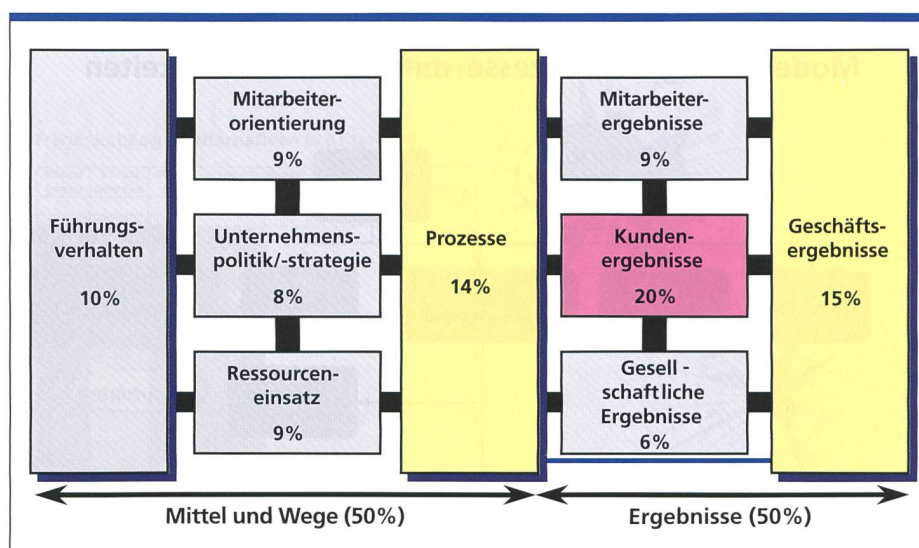 Führungs-
verhalten
10%
Mitarbeiter-
orientierung
9%
Unternehmens-
politik/-strategie
8%
Ressourcen-
einsatz
9%
Prozesse
14%
Mitarbeiter-
ergebnisse
9%
Kunden-
ergebnisse
20%
Gesell -
schaftliche
Ergebnisse
6%
Geschäfts-
ergebnisse
15%
Mittel und Wege (50%)
Ergebnisse (50%)